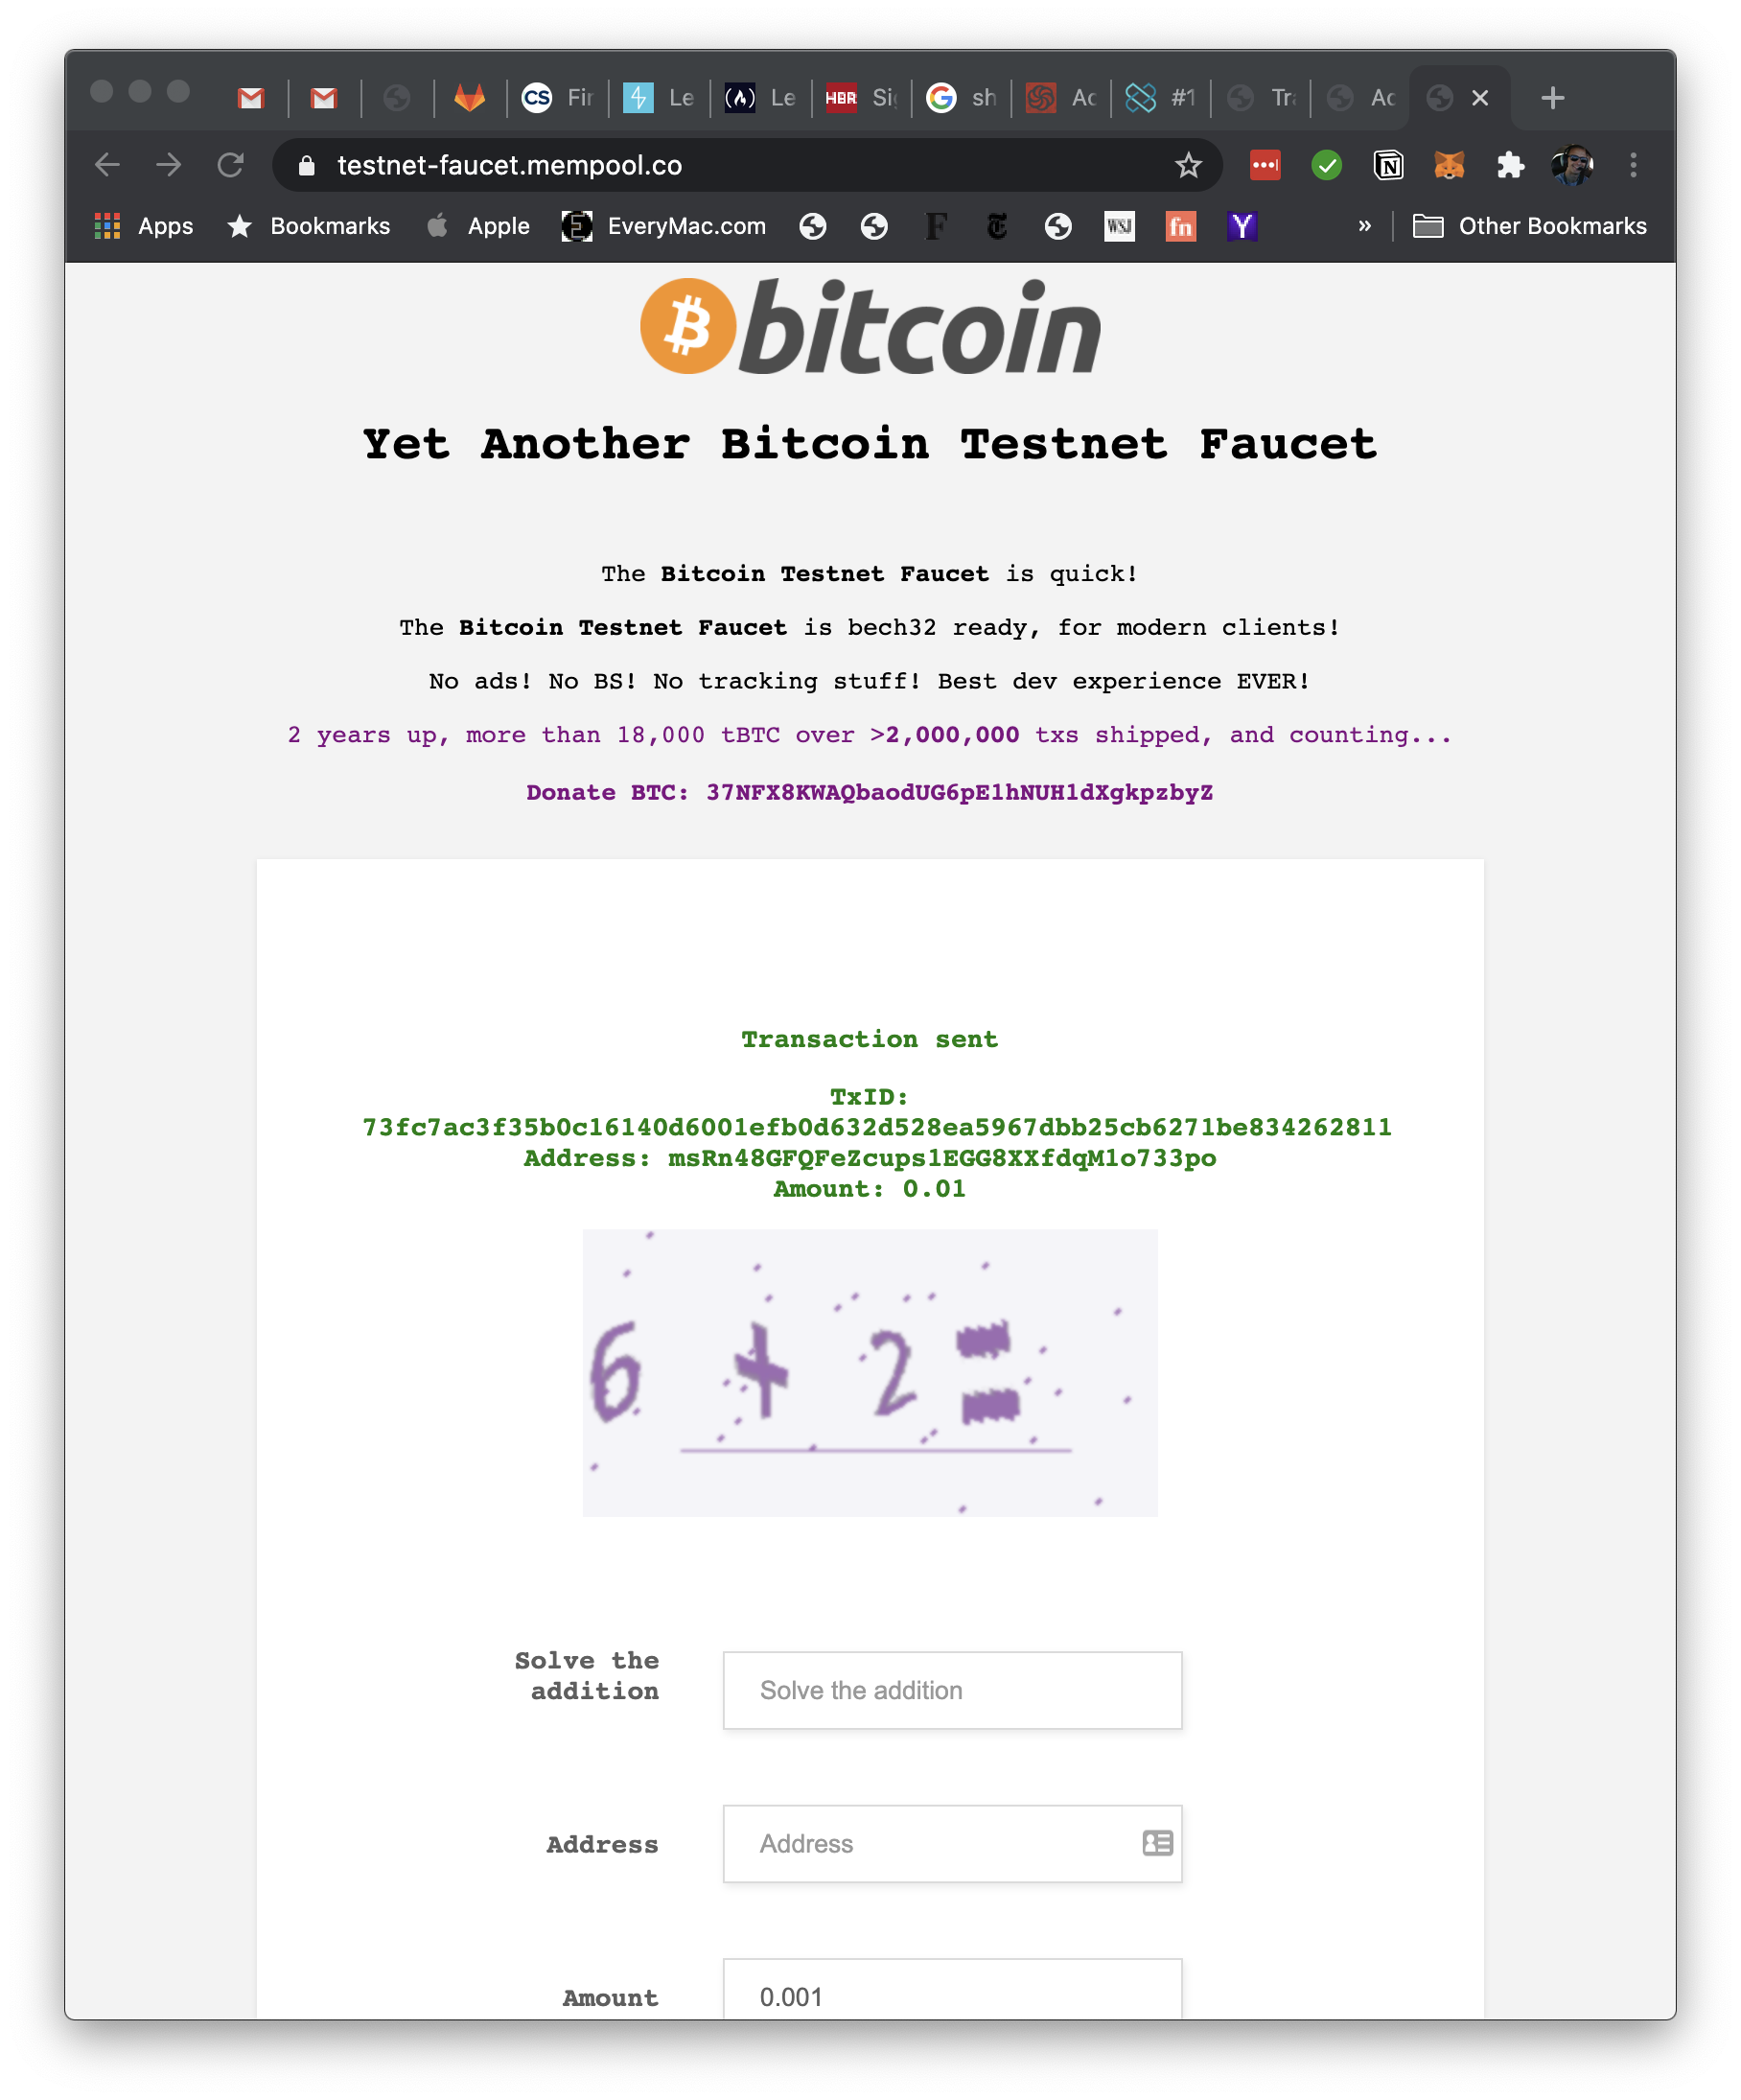 Fir
Le
Le
HBR
Si
sh
Ac
#1
Tra
Ac
testnet-faucet.mempool.co
Apps
Bookmarks
Apple
EveryMac.com
WSJ
fn
Y
»
Other Bookmarks
bitcoin
Yet Another Bitcoin Testnet Faucet
The Bitcoin Testnet Faucet is quick!
The Bitcoin Testnet Faucet is bech32 ready, for modern clients!
No ads! No BS! No tracking stuff! Best dev experience EVER!
2 years up, more than 18,000 tBTC over >2,000,000 txs shipped, and counting...
Donate BTC: 37NFX8KWAQbaodUG6pE1hNUH1dXgkpzbyZ
Transaction sent
TxID:
73fc7ac3f35b0c16140d6001efb0d632d528ea5967dbb25cb6271be834262811
Address: msRn48GFQFeZcups1EGG8XXfdqM1o733po
Amount: 0.01
6 + 2 =
Solve the
addition
Solve the addition
Address
Address
Amount
0.001